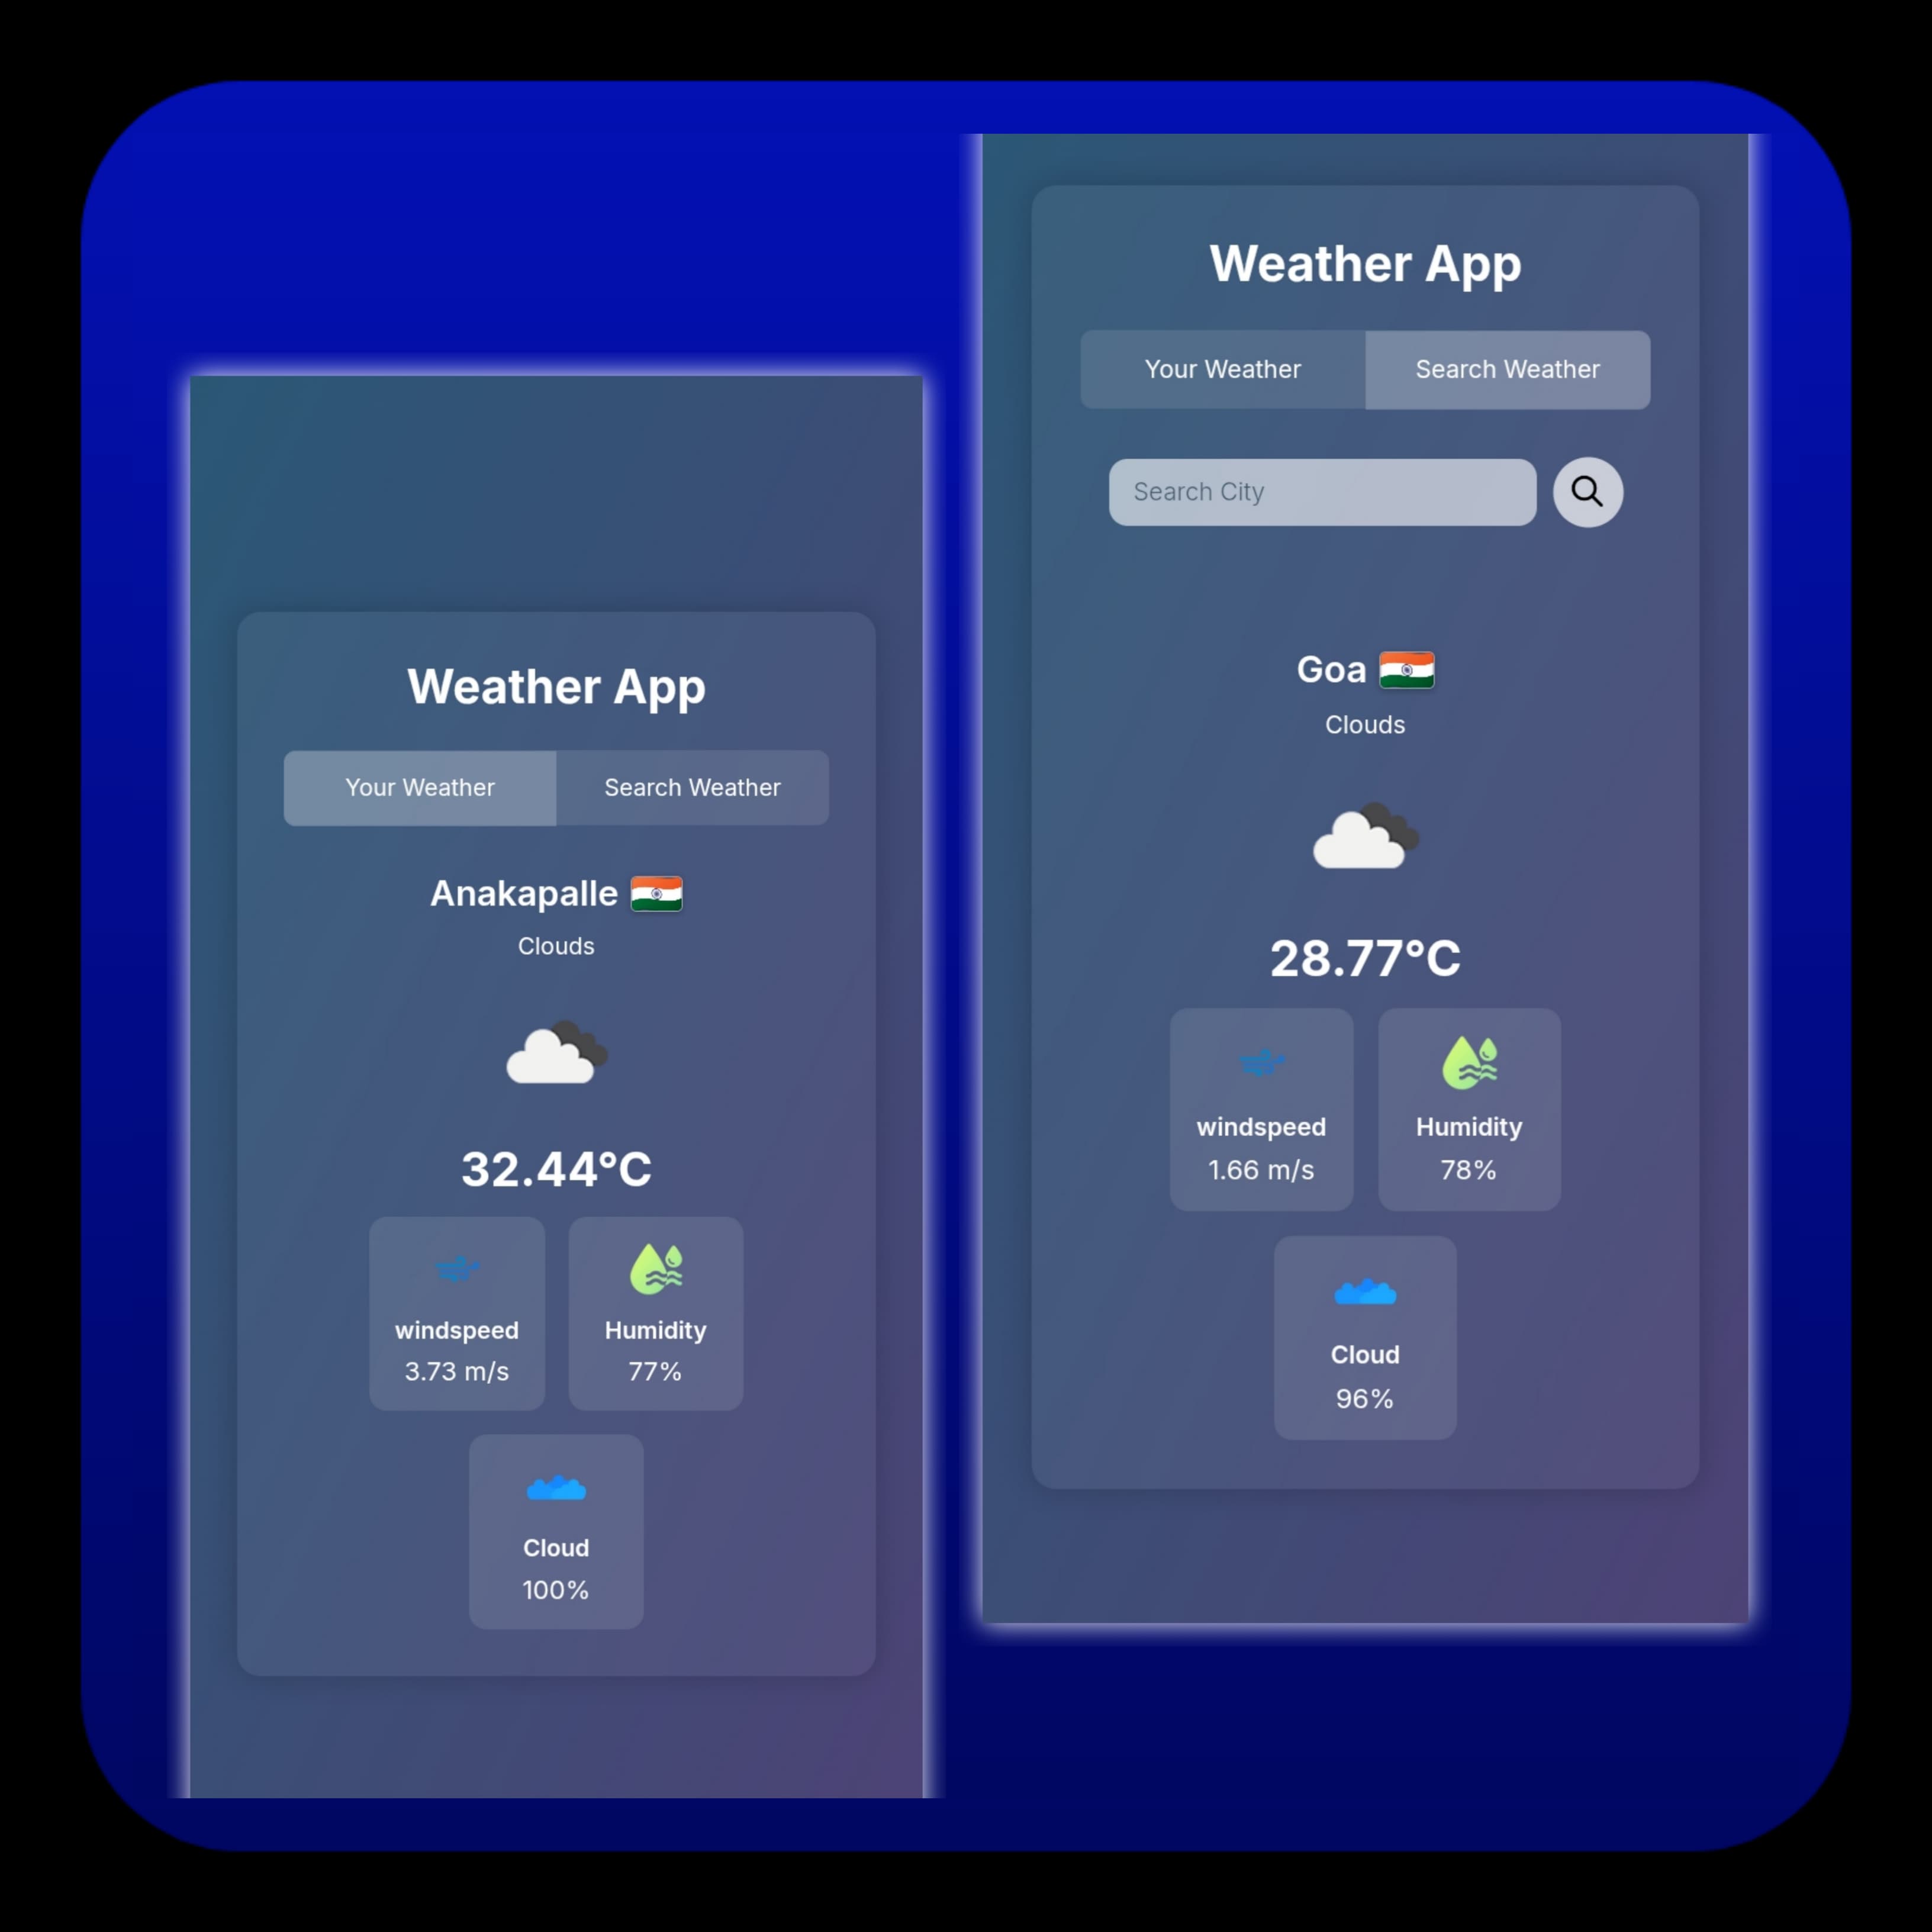 Weather App
Your Weather Search Weather
Anakapalle
Clouds
32.44°C
windspeed Humidity
3.73 m/s 77%
Cloud
100%
Weather App
Your Weather Search Weather
Search City
Goa
Clouds
28.77°C
windspeed Humidity
1.66 m/s 78%
Cloud
96%